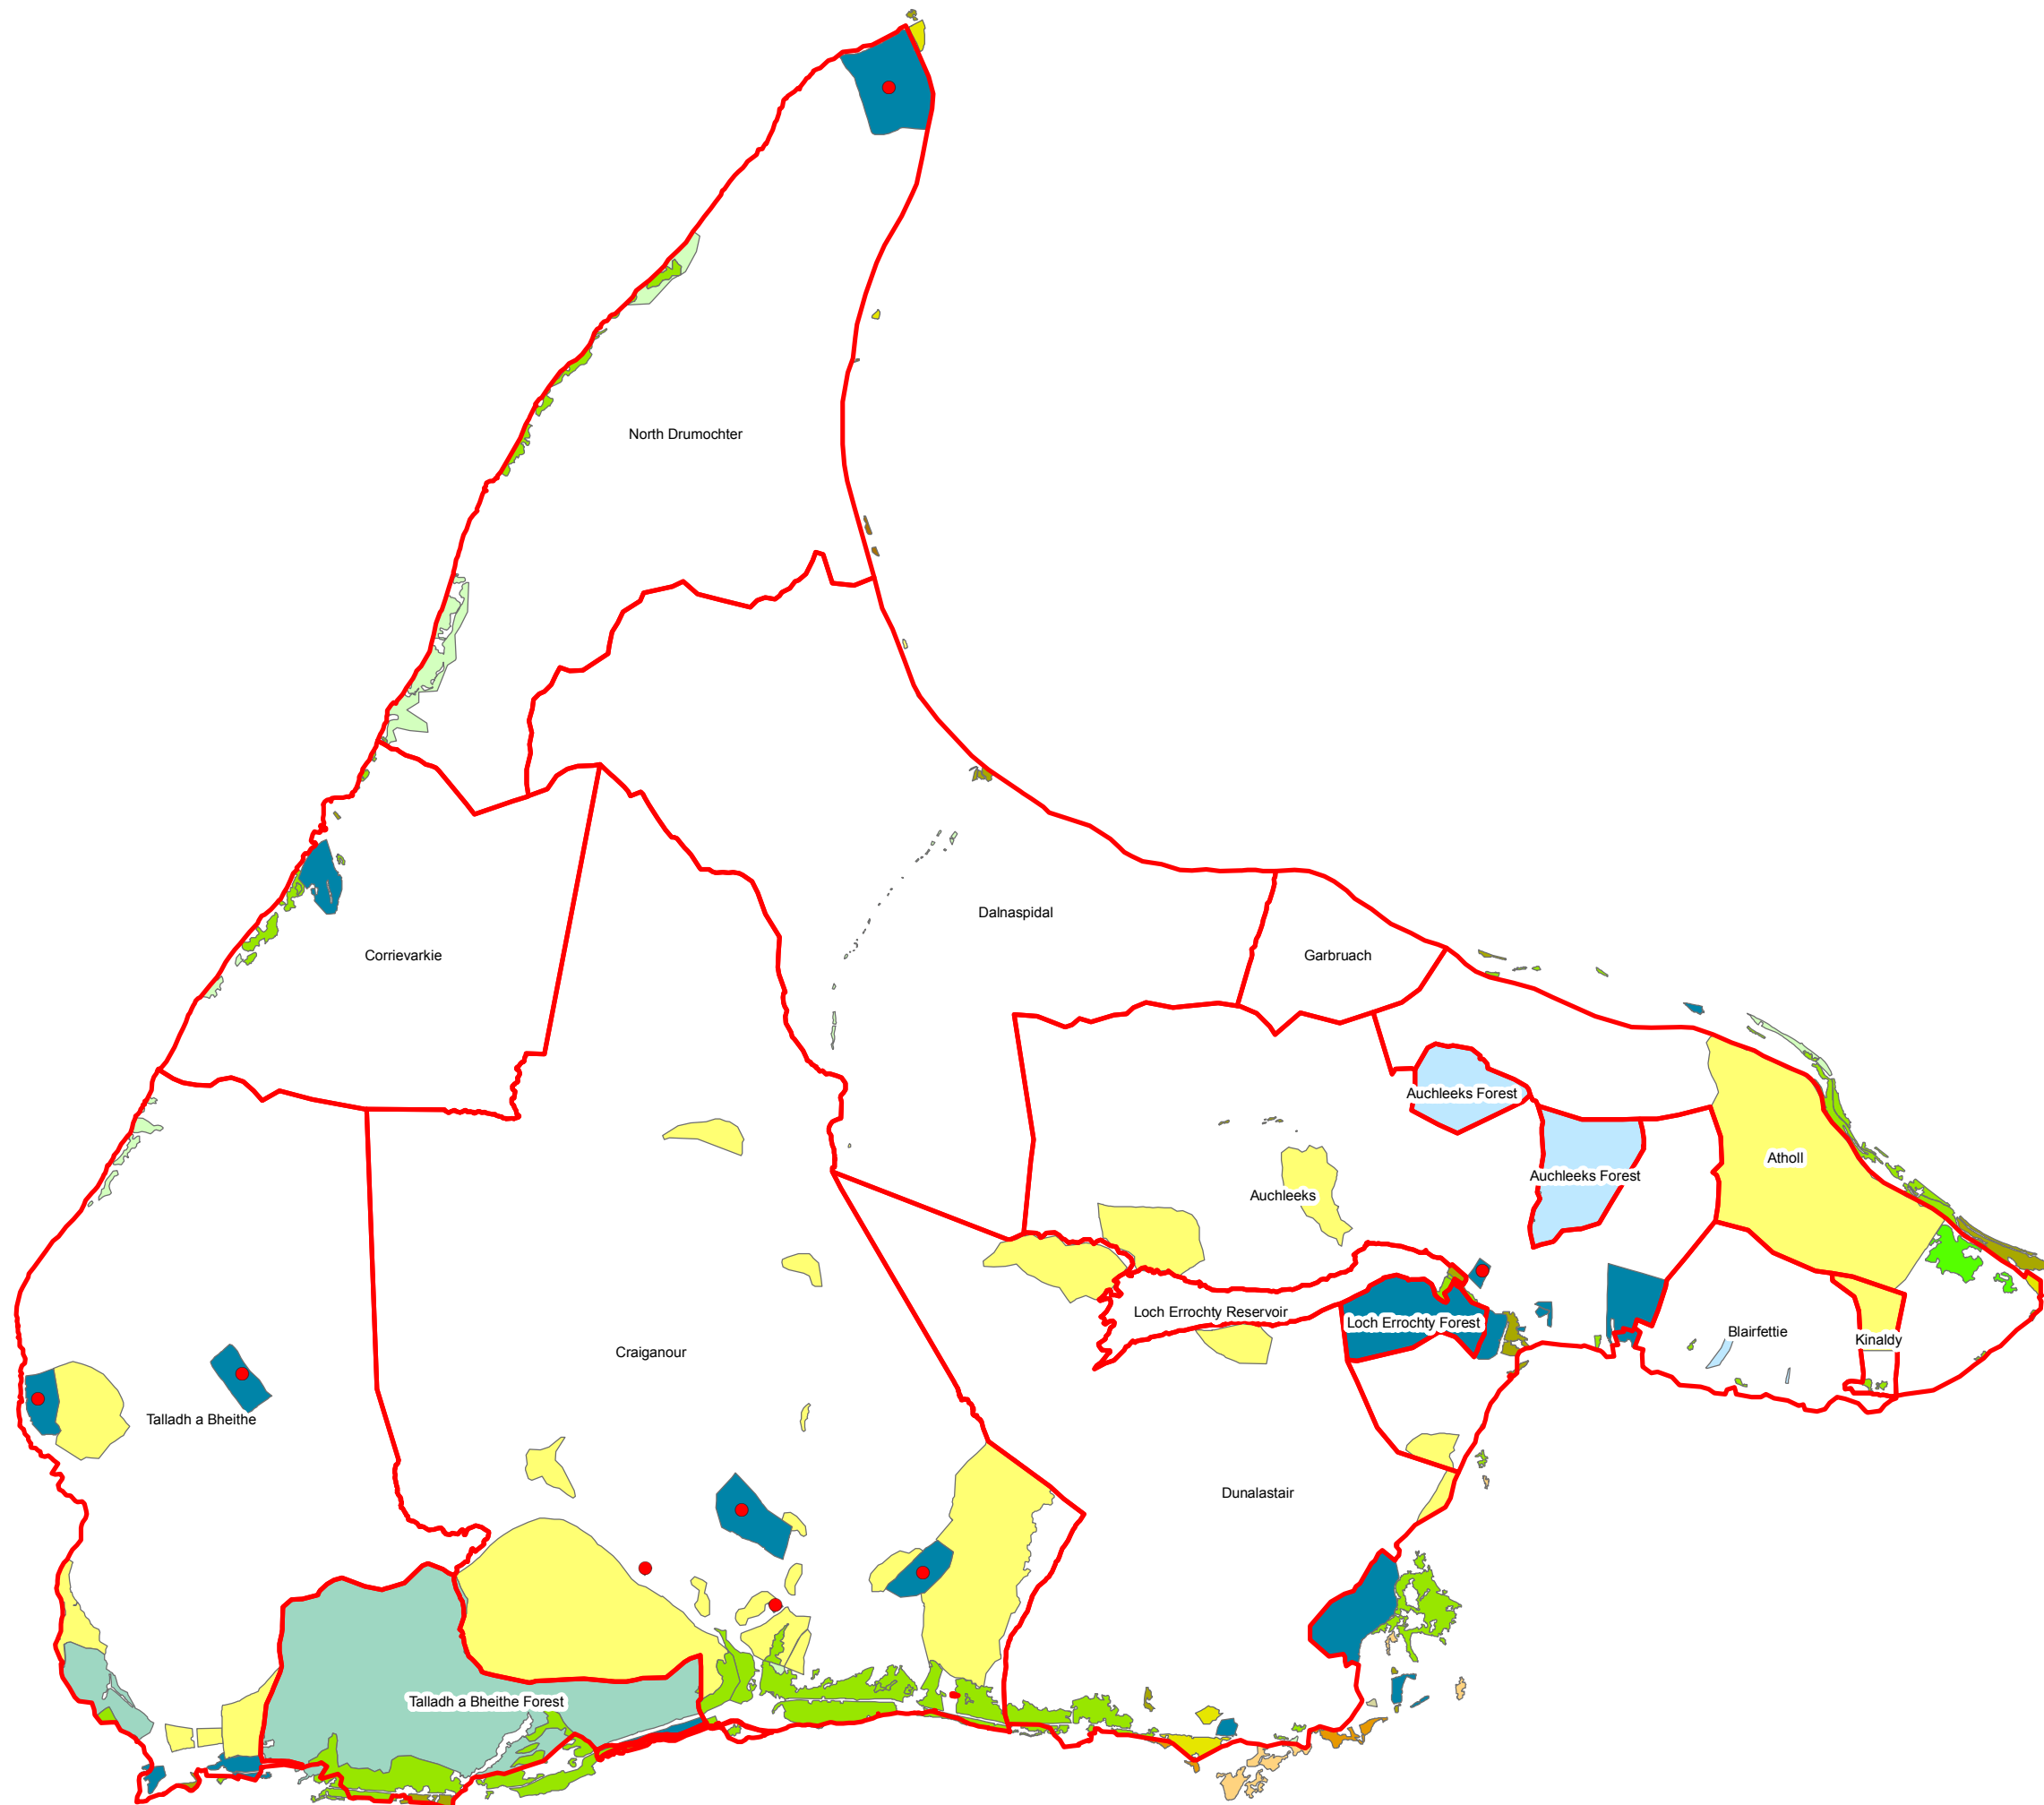 North Drumochter
Dalnaspidal
Corrievarkie
Garbruach
Auchleeks Forest
Atholl
Auchleeks Forest
Auchleeks
Loch Errochty Reservoir
Loch Errochty Forest
Blairfettie
Kinaldy
Craiganour
Talladh a Bheithe
Dunalastair
Talladh a Bheithe Forest